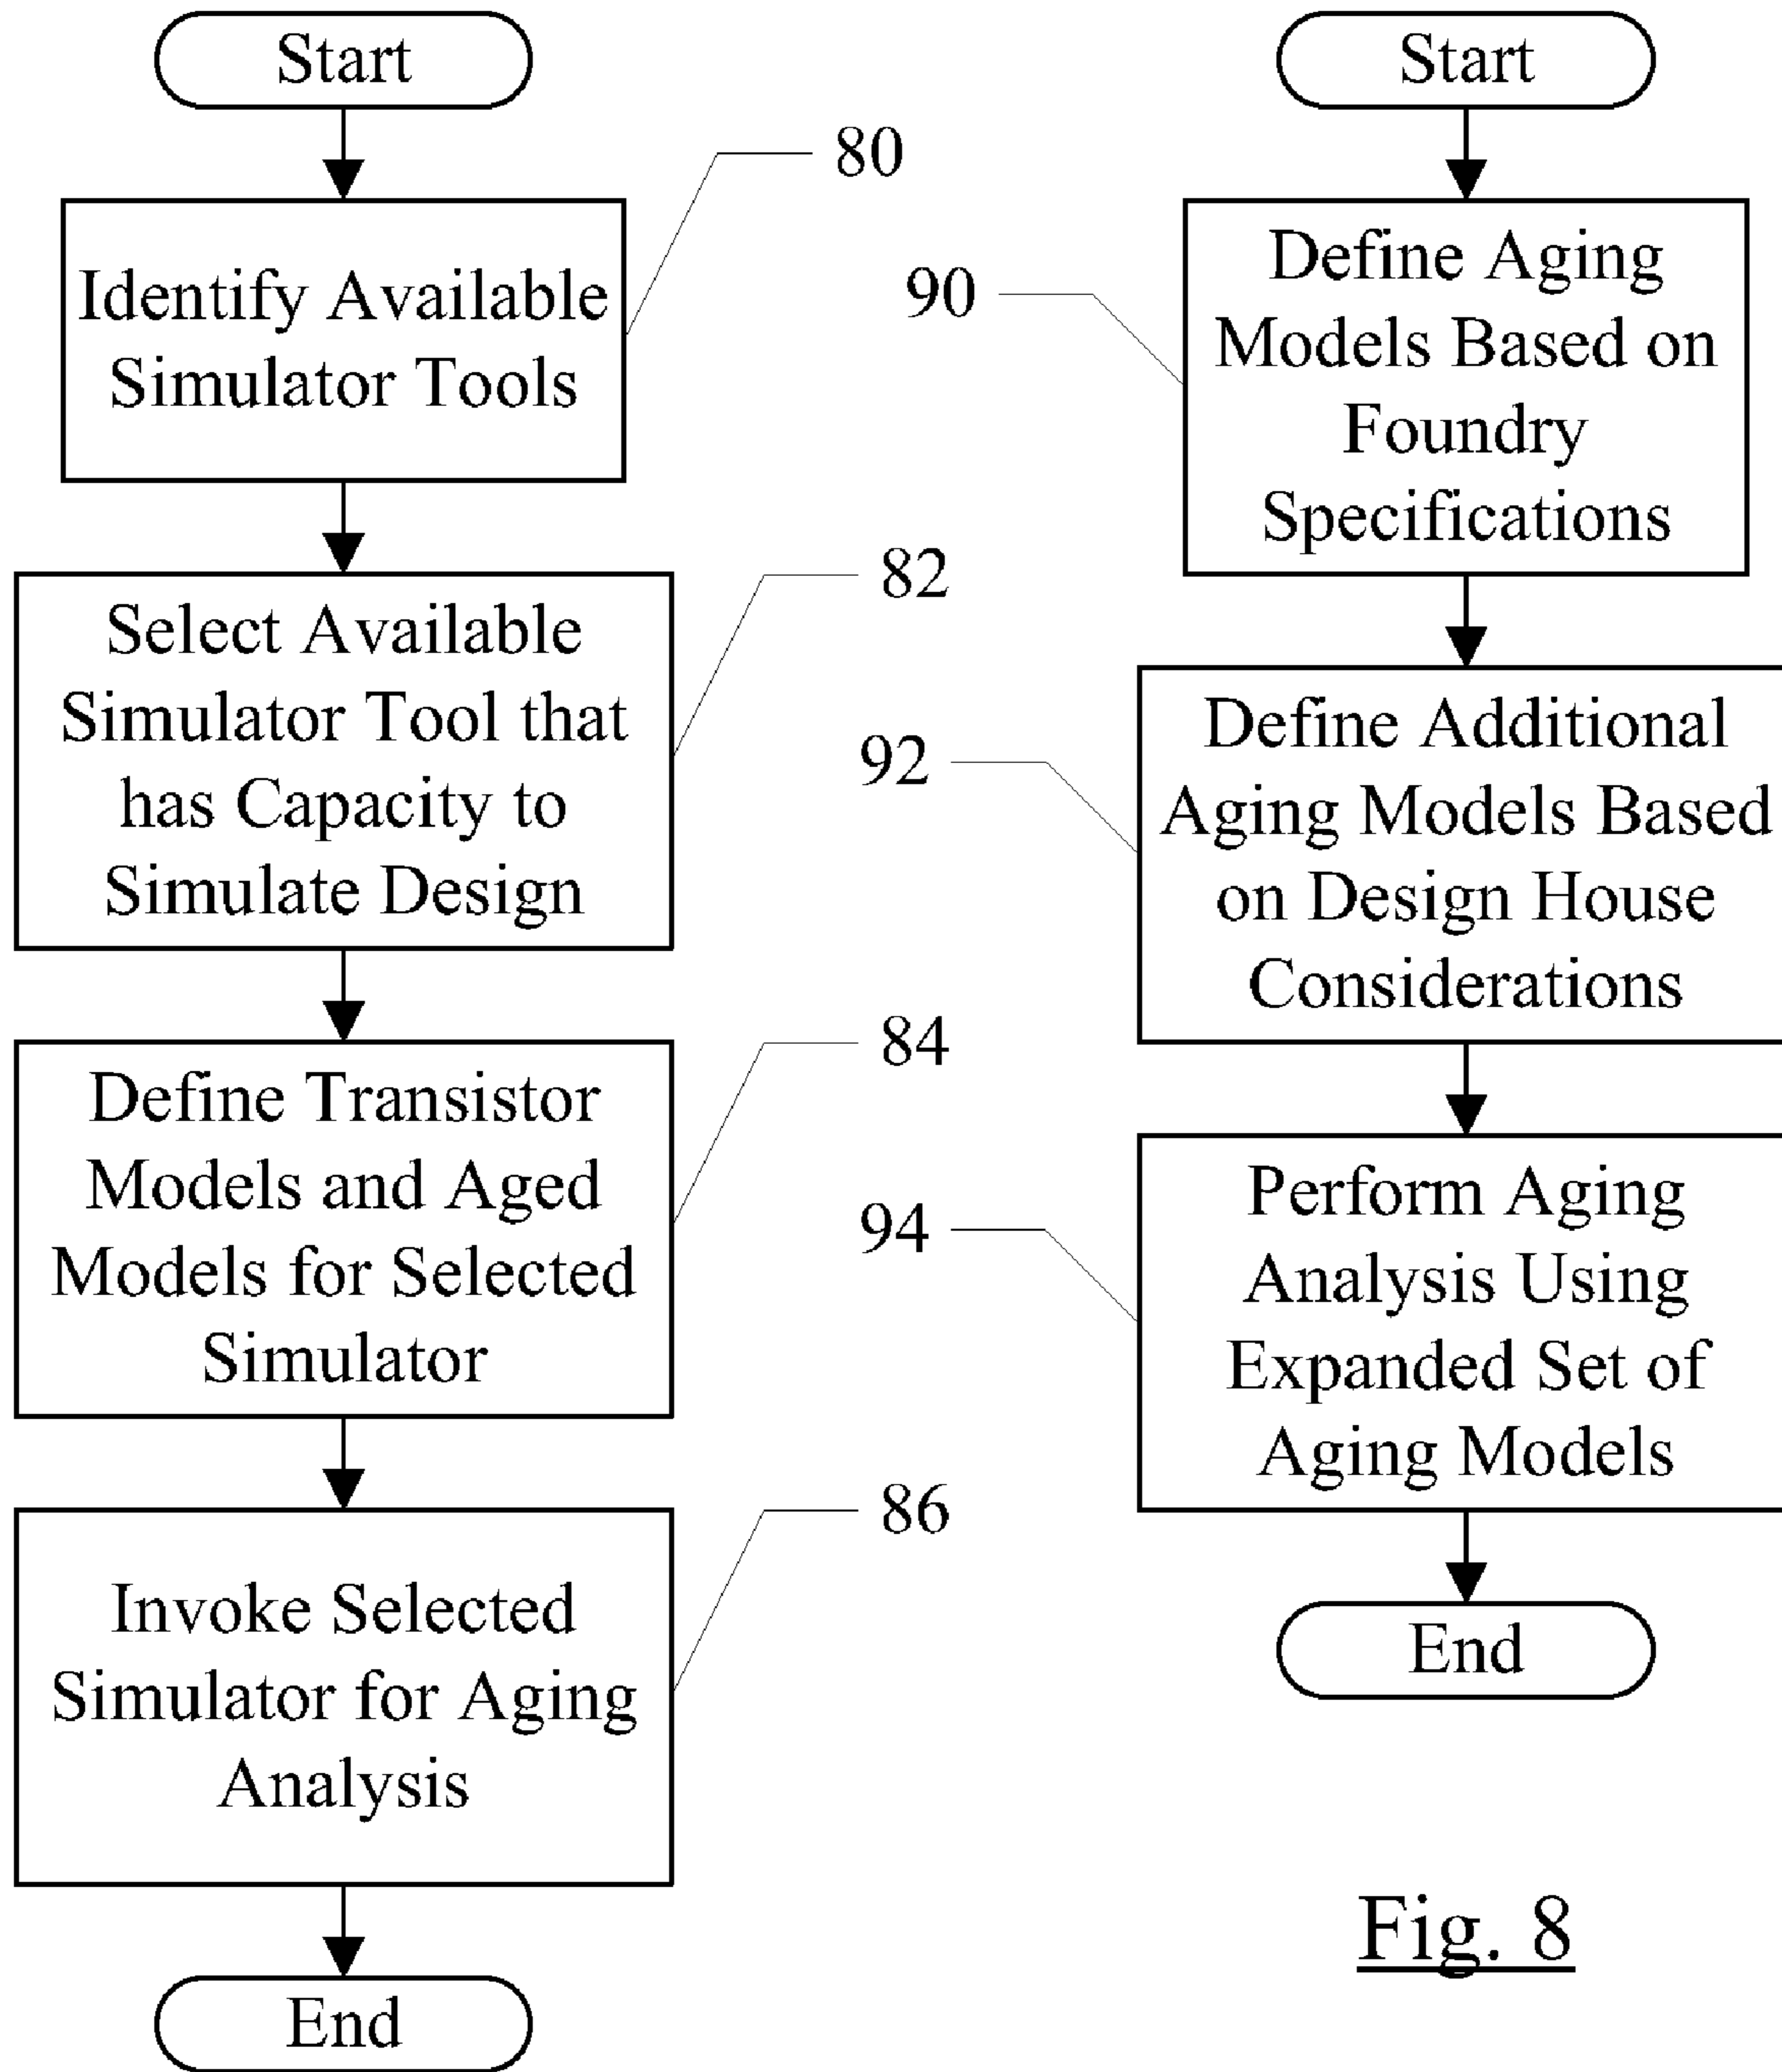 Start
80
Identify Available
Simulator Tools
82
Select Available
Simulator Tool that
has Capacity to
Simulate Design
84
Define Transistor
Models and Aged
Models for Selected
Simulator
86
Invoke Selected
Simulator for Aging
Analysis
End
Start
90
Define Aging
Models Based on
Foundry
Specifications
92
Define Additional
Aging Models Based
on Design House
Considerations
94
Perform Aging
Analysis Using
Expanded Set of
Aging Models
End
Fig. 8